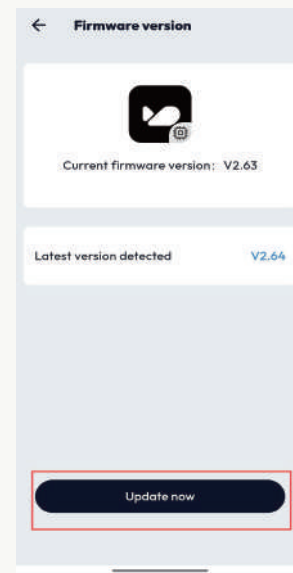 Firmware version
Current firmware version: V2.63
Latest version detected V2.64
Update now